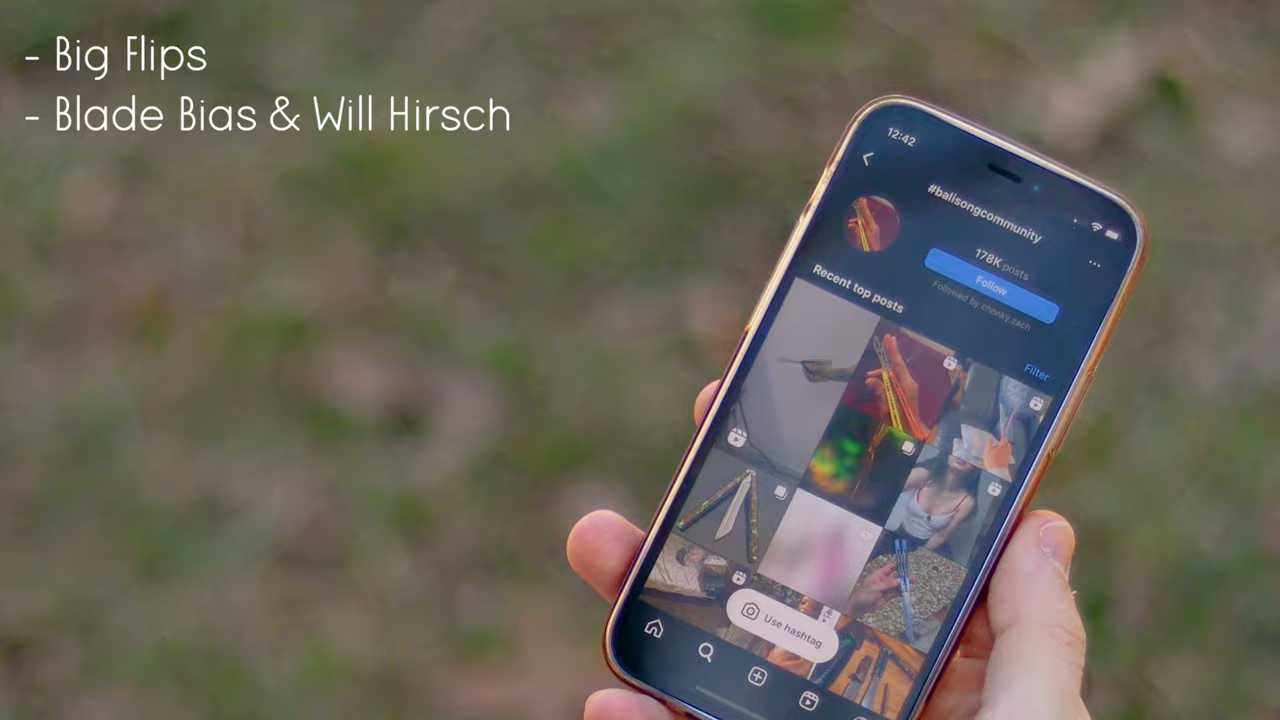 - Big Flips
- Blade Bias & Will Hirsch
12:42
#balisongcommunity
178K posts
Follow
Followed by chonky.zach
Recent top posts
Filter
Use hashtag